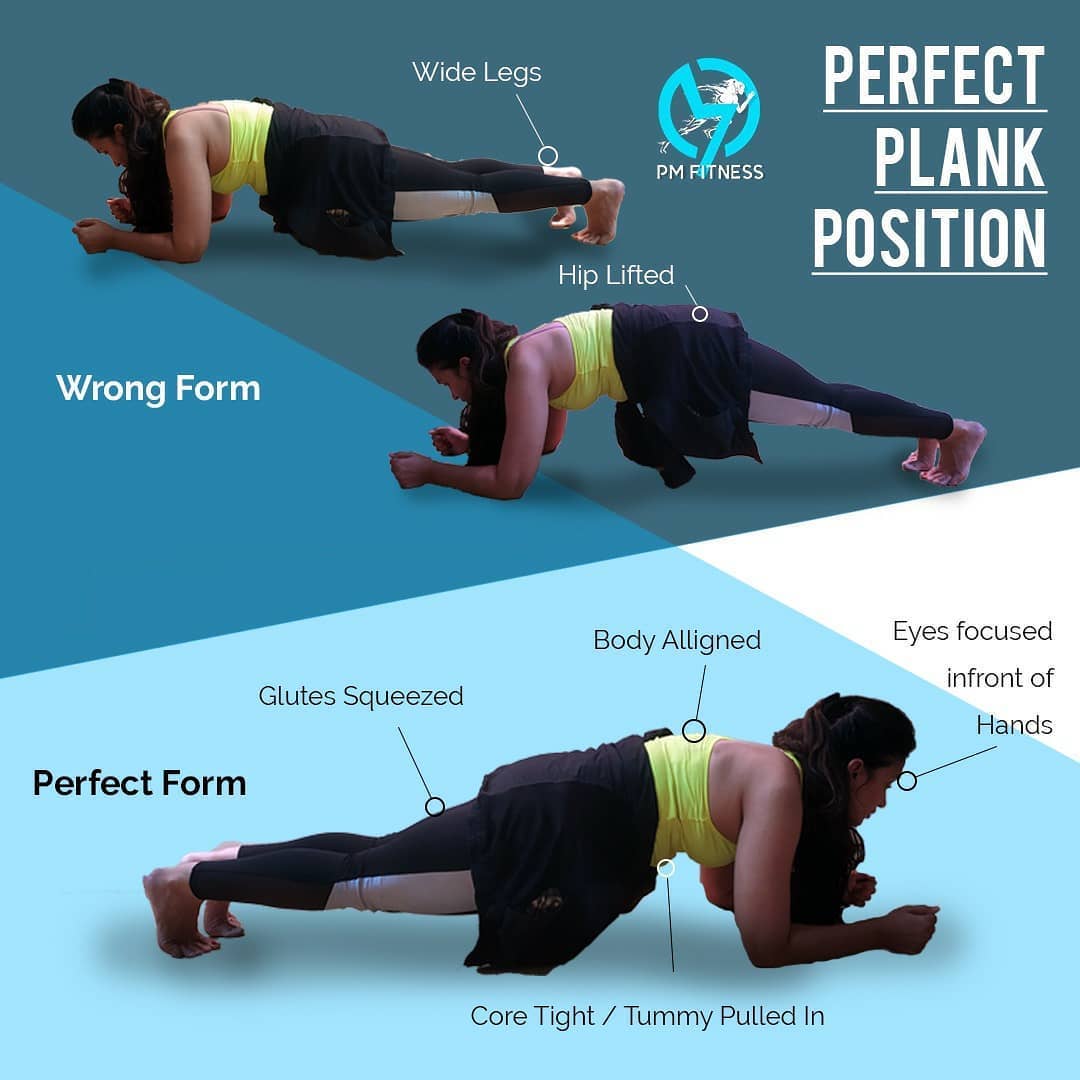 Wide Legs
PM FITNESS
PERFECT
PLANK
POSITION
Hip Lifted
Wrong Form
Body Alligned
Eyes focused
infront of
Hands
Glutes Squeezed
Perfect Form
Core Tight / Tummy Pulled In